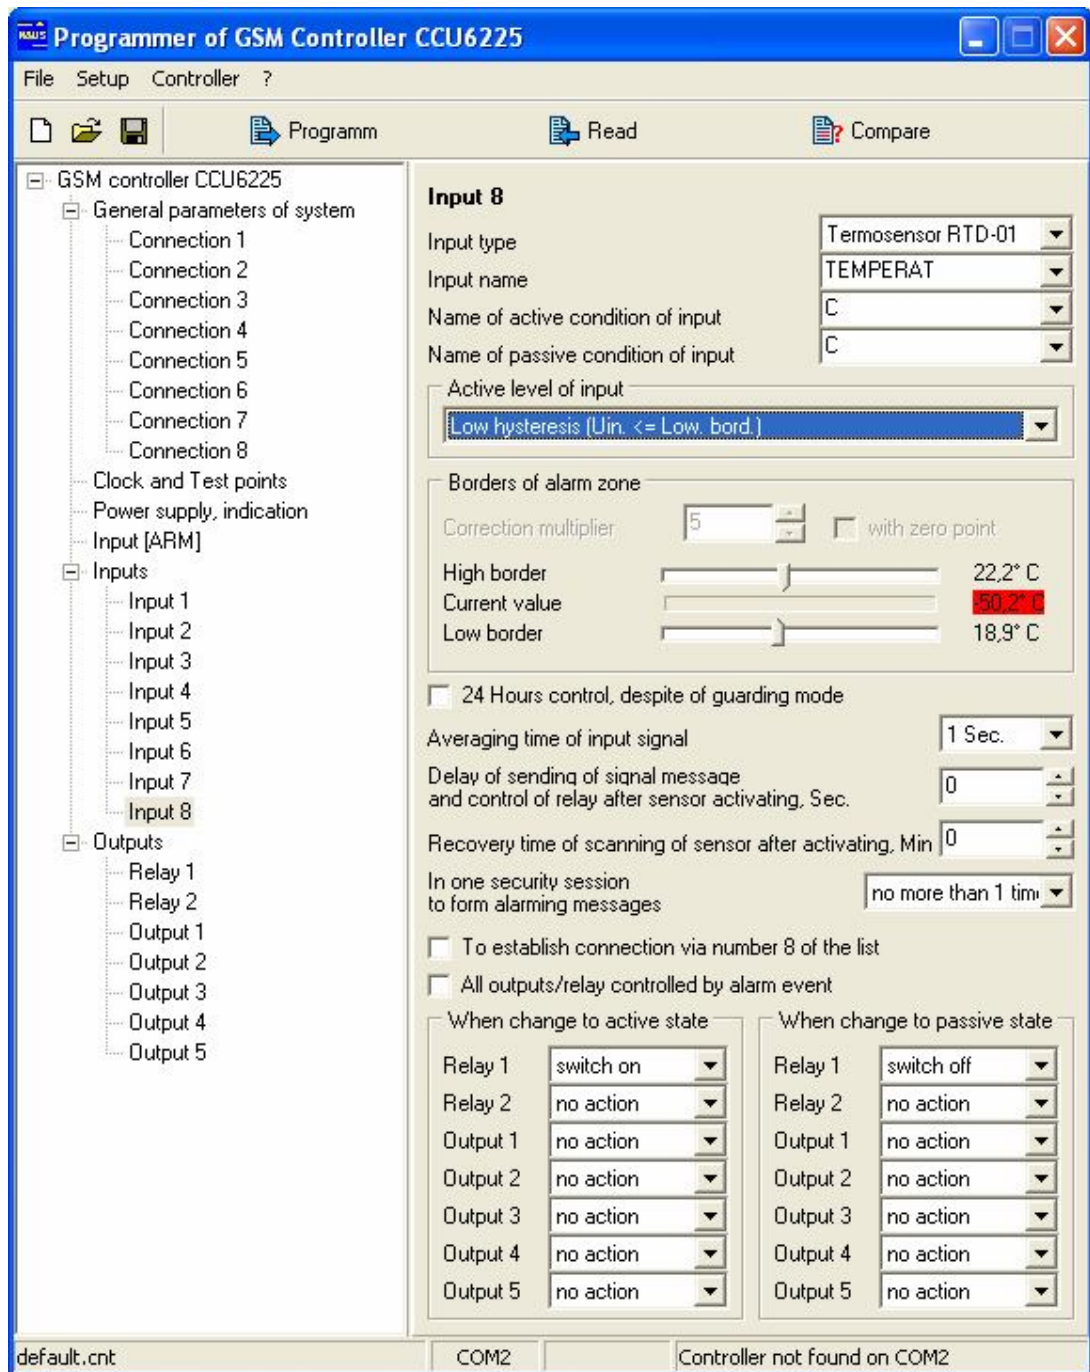 Programmer of GSM Controller CCU6225
File Setup Controller ?
Programm Read Compare
GSM controller CCU6225
General parameters of system
Connection 1
Connection 2
Connection 3
Connection 4
Connection 5
Connection 6
Connection 7
Connection 8
Clock and Test points
Power supply, indication
Input [ARM]
Inputs
Input 1
Input 2
Input 3
Input 4
Input 5
Input 6
Input 7
Input 8
Outputs
Relay 1
Relay 2
Output 1
Output 2
Output 3
Output 4
Output 5
Input 8
Input type Termosensor RTD-01
Input name TEMPERAT
Name of active condition of input C
Name of passive condition of input C
Active level of input
Low hysteresis (Uin. <= Low. bord.)
Borders of alarm zone
Correction multiplier 5 with zero point
High border 22,2° C
Current value -50,2° C
Low border 18,9° C
24 Hours control, despite of guarding mode
Averaging time of input signal 1 Sec.
Delay of sending of signal message
and control of relay after sensor activating, Sec. 0
Recovery time of scanning of sensor after activating, Min 0
In one security session
to form alarming messages no more than 1 tim
To establish connection via number 8 of the list
All outputs/relay controlled by alarm event
When change to active state
Relay 1 switch on
Relay 2 no action
Output 1 no action
Output 2 no action
Output 3 no action
Output 4 no action
Output 5 no action
When change to passive state
Relay 1 switch off
Relay 2 no action
Output 1 no action
Output 2 no action
Output 3 no action
Output 4 no action
Output 5 no action
default.cnt COM2 Controller not found on COM2